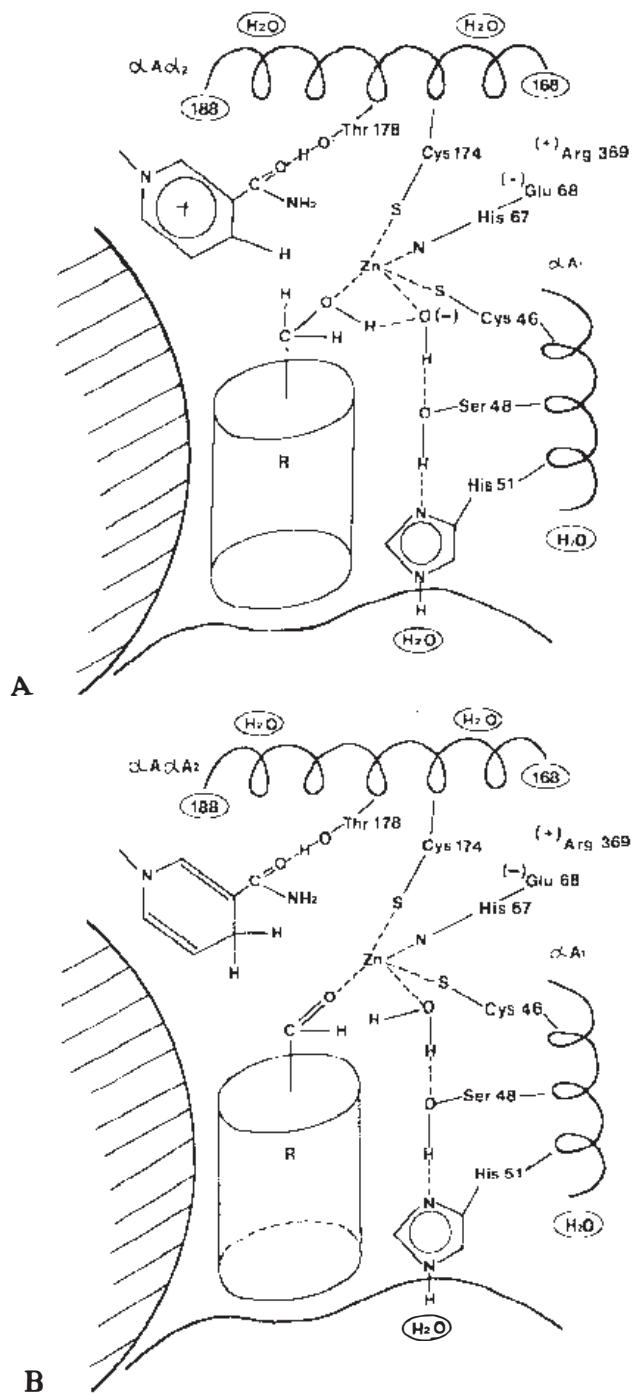 H₂O H₂O
αAα₂
188 168
Thr 178
Cys 174
(+) Arg 369
(-) Glu 68
His 67
N C O H O
NH₂
+
H
S N
Zn
S
αA₁
H O O(-)
H
C H
H
Cys 46
O Ser 48
R
H
His 51
N
N
H
H₂O
H₂O
A
H₂O H₂O
αAαA₂
188 168
Thr 178
Cys 174
(+) Arg 369
(-) Glu 68
His 67
N C O H O
NH₂
H
H
S N
Zn
S
αA₁
O
C H
H O
H
Cys 46
O Ser 48
R
H
His 51
N
N
H
H₂O
H₂O
B